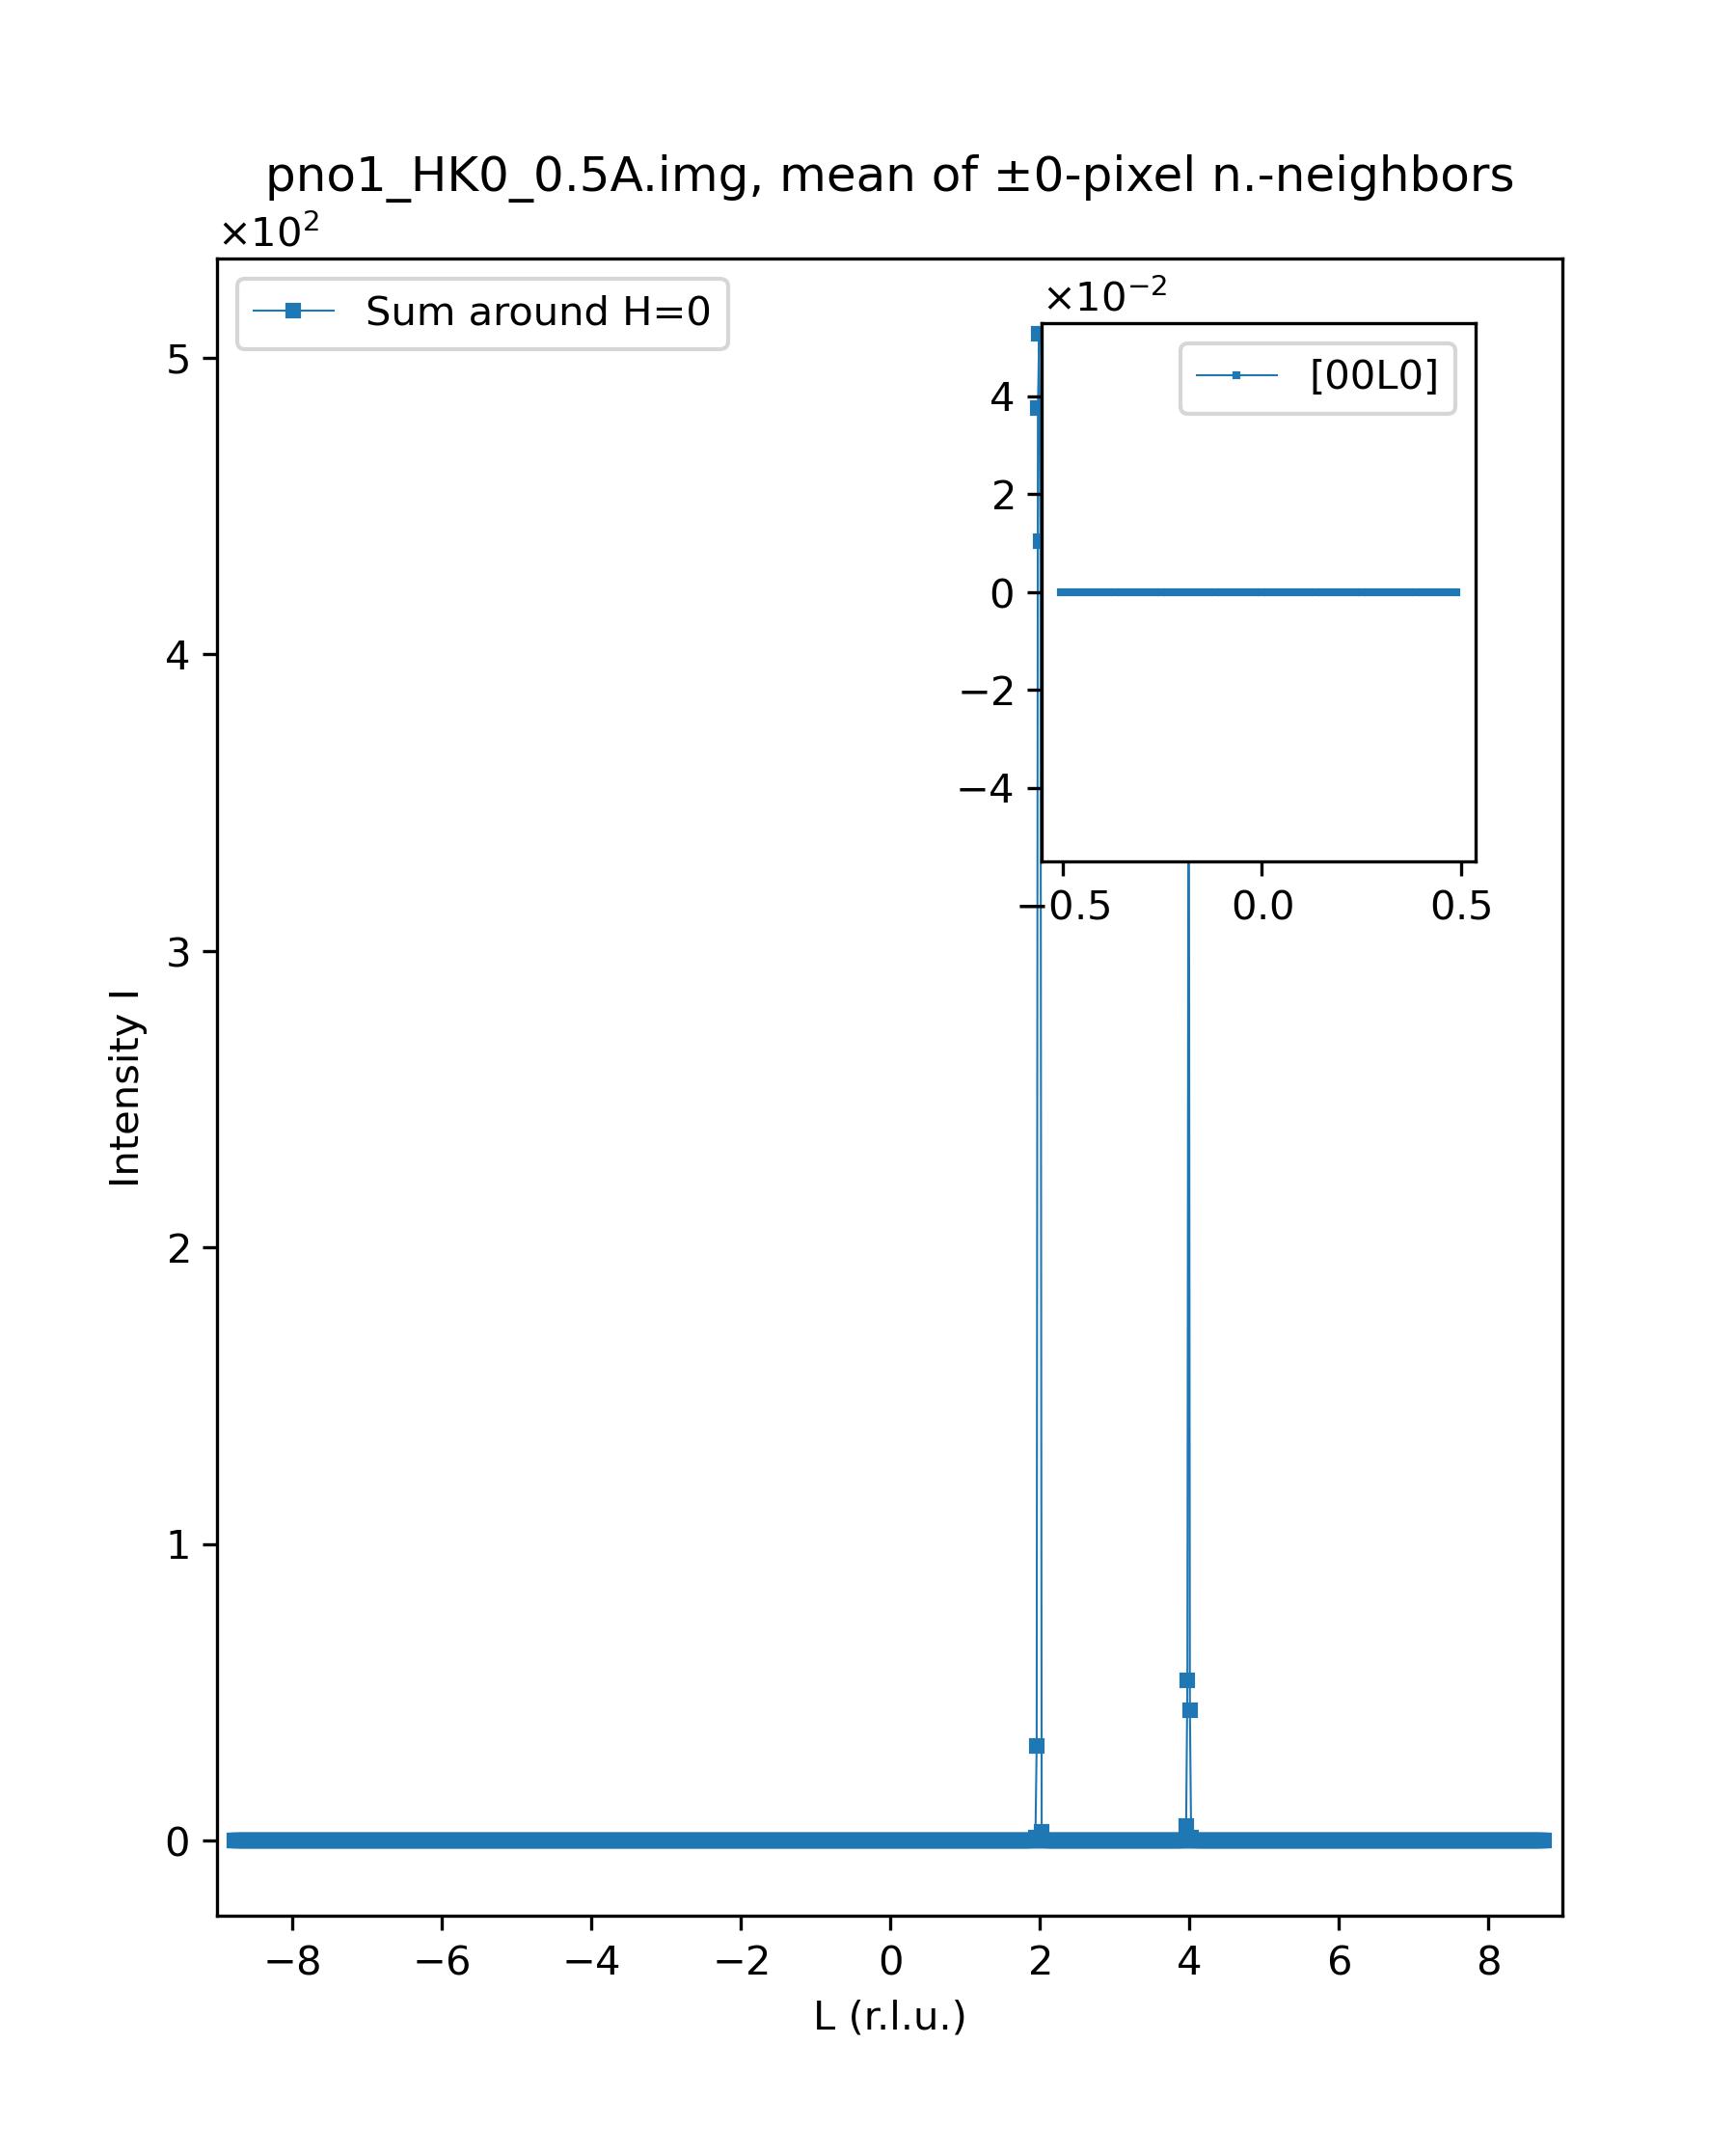 pno1_HK0_0.5A.img, mean of ±0-pixel n.-neighbors
×10²
Sum around H=0
×10⁻²
[00L0]
4
2
0
−2
−4
−0.5 0.0 0.5
5
4
3
2
1
0
Intensity I
−8 −6 −4 −2 0 2 4 6 8
L (r.l.u.)